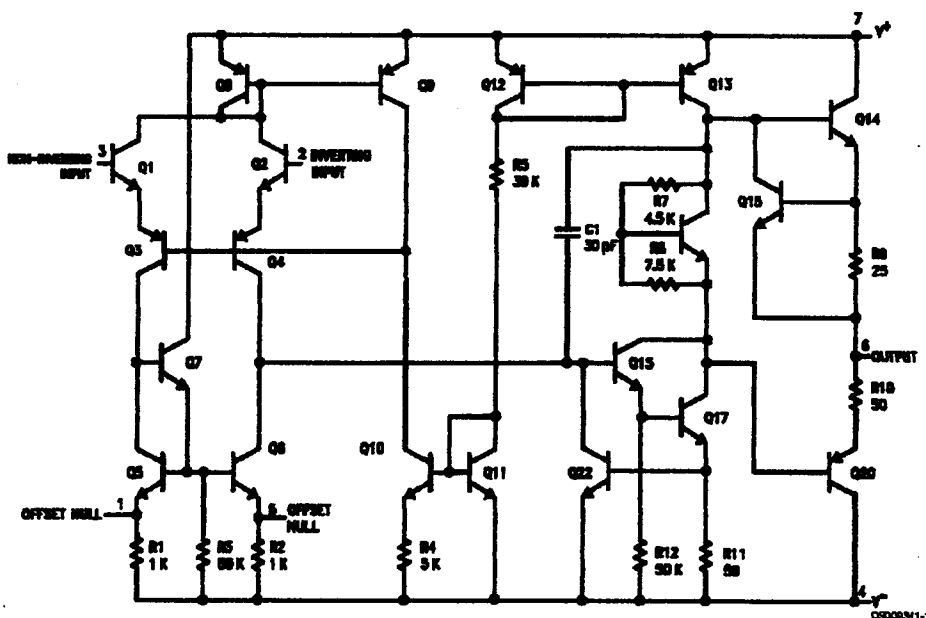 7
V+
Q8
Q9
Q12
Q13
Q14
3
NON-INVERTING
INPUT
Q1
Q2
2
INVERTING
INPUT
R5
39 K
Q15
R7
4.5 K
C1
30 pF
7.5 K
Q3
Q4
R9
25
Q7
Q15
6
OUTPUT
R10
50
Q17
Q5
Q6
Q10
Q11
Q22
Q20
OFFSET NULL
1
OFFSET
NULL
R1
1 K
R2
1 K
R4
5 K
R12
50 K
R11
50
4
V-